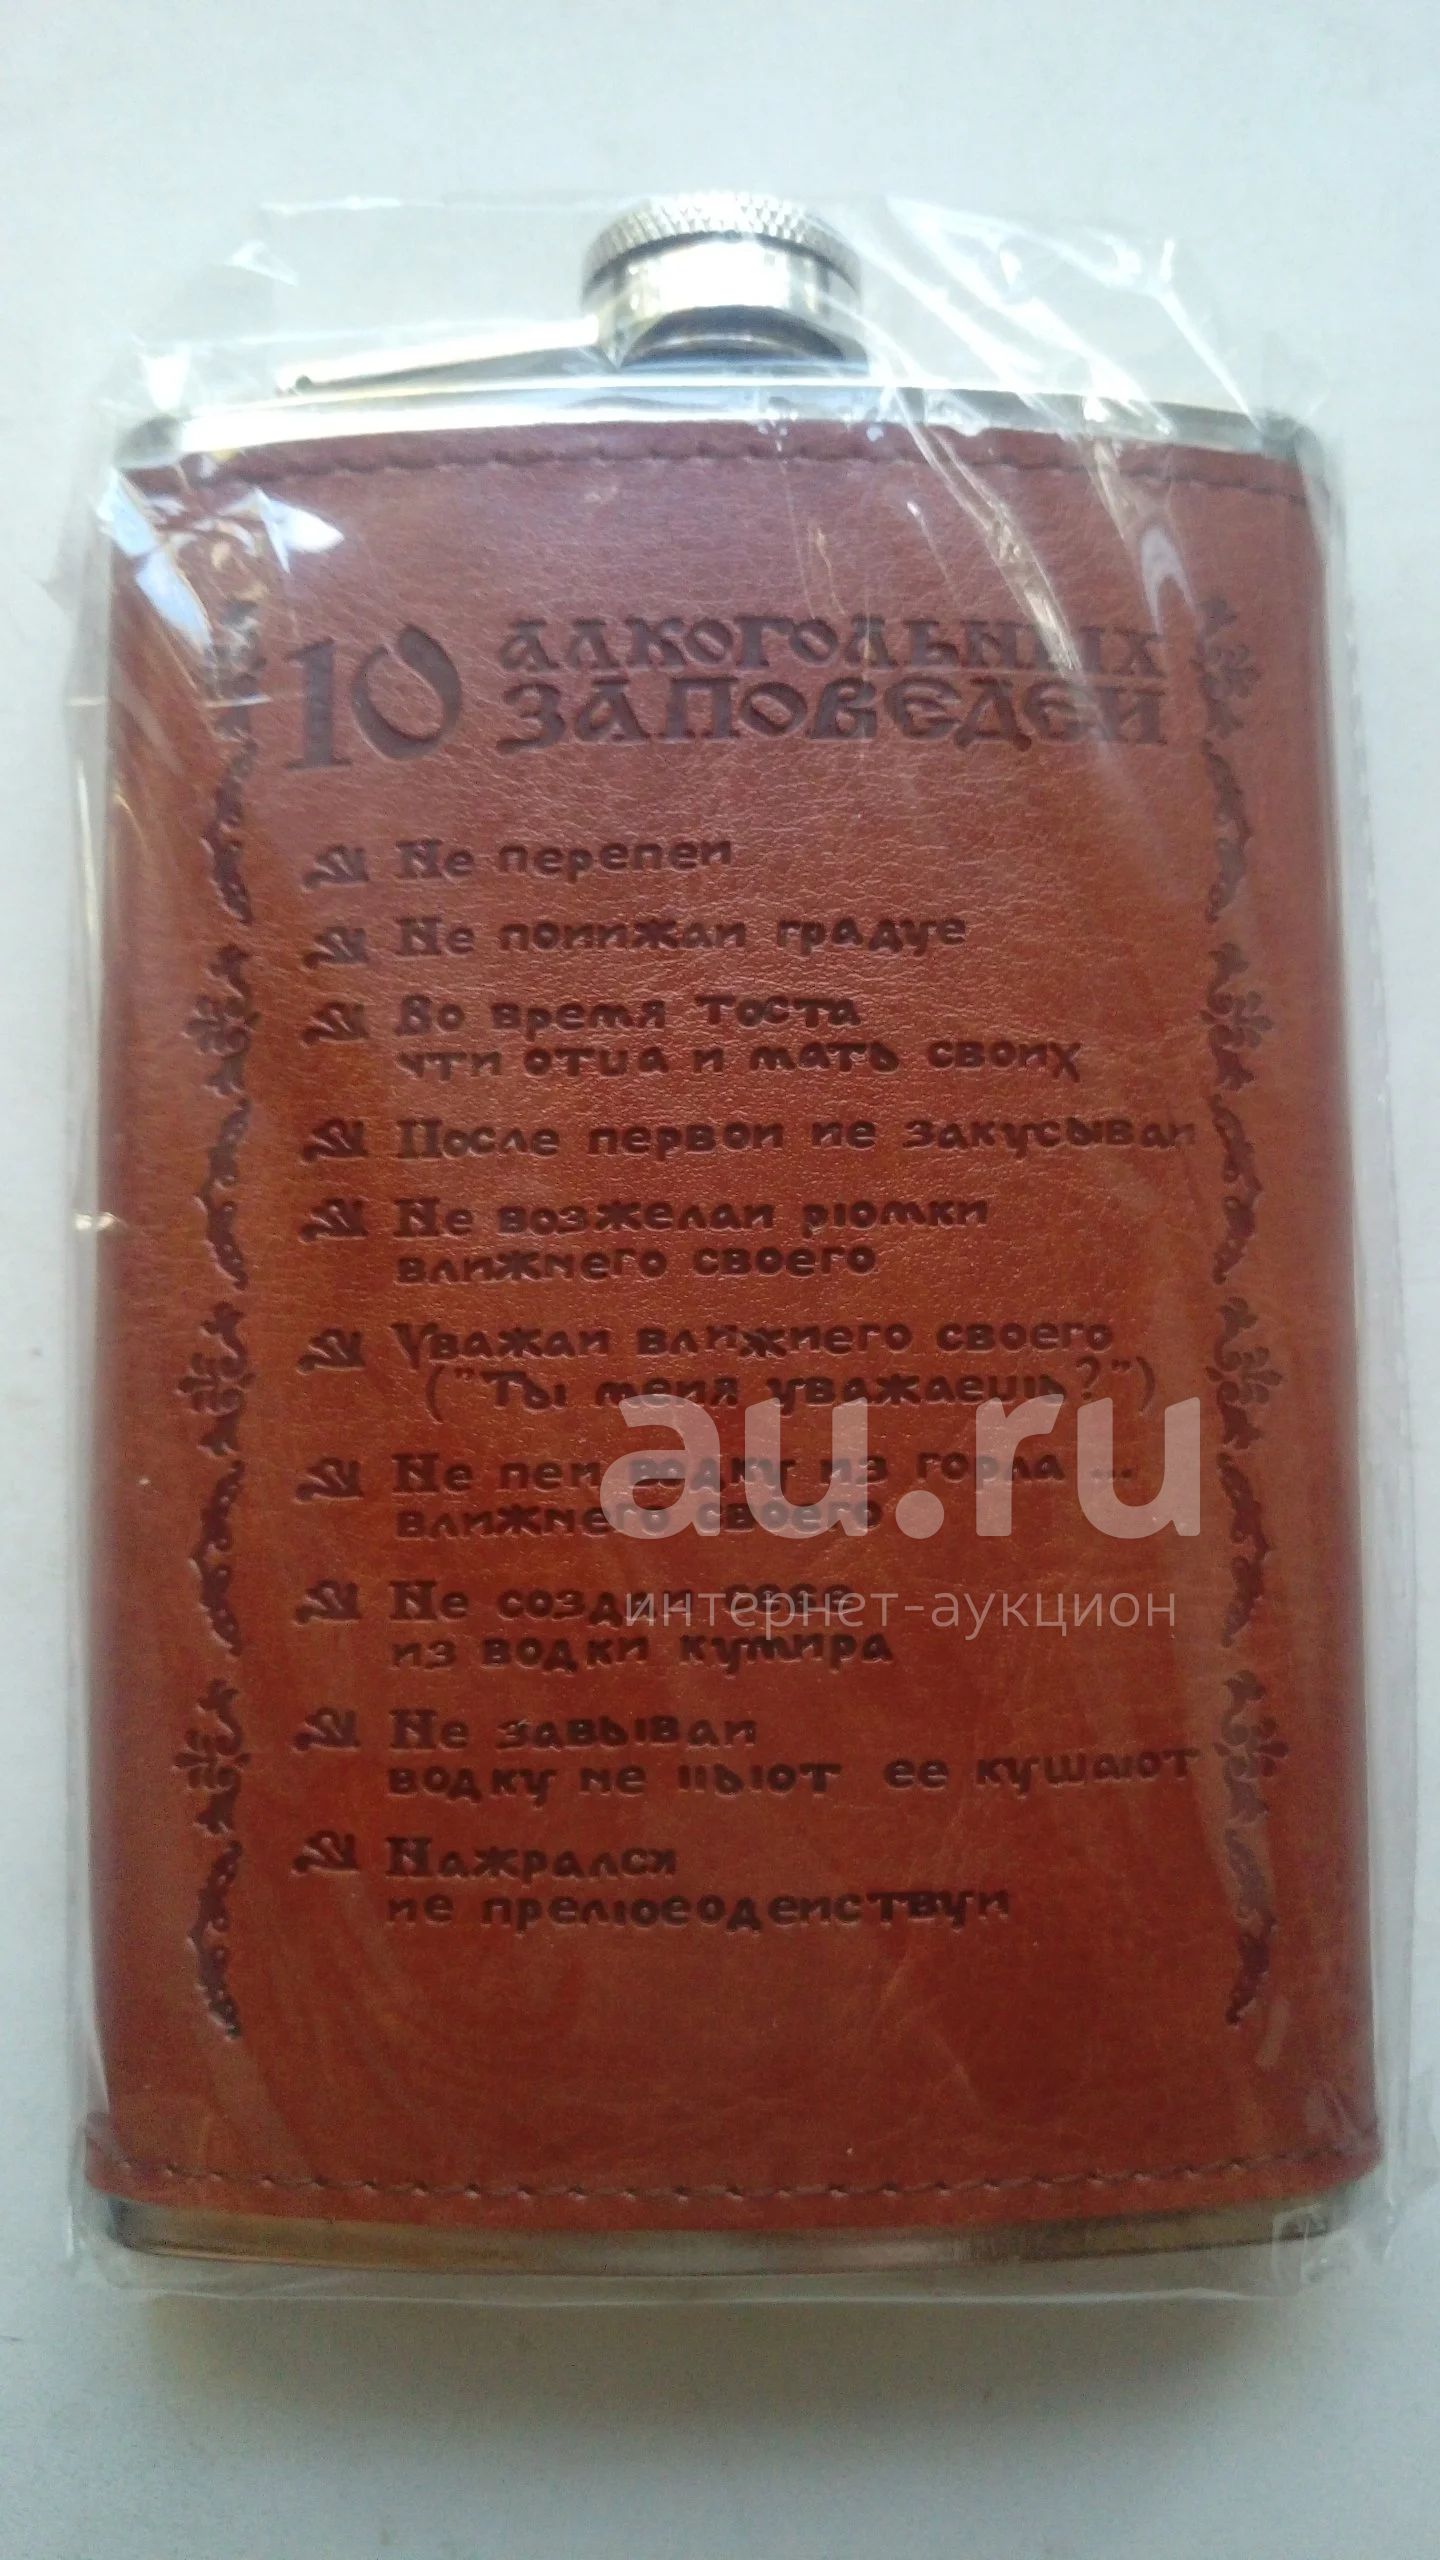 10 АЛКОГОЛЬНЫХ
ЗАПОВЕДЕЙ
Не перепей
Не понижай градус
Во время тоста
чти отца и мать своих
После первой не закусывай
Не возжелай рюмки
ближнего своего
Уважай ближнего своего
("Ты меня уважаешь?")
Не пей водку из горла ...
ближнего своего
Не создай себе
из водки кумира
Не забывай
водку не пьют ее кушают
Нажрался
не прелюбодействуй
au.ru
интернет-аукцион